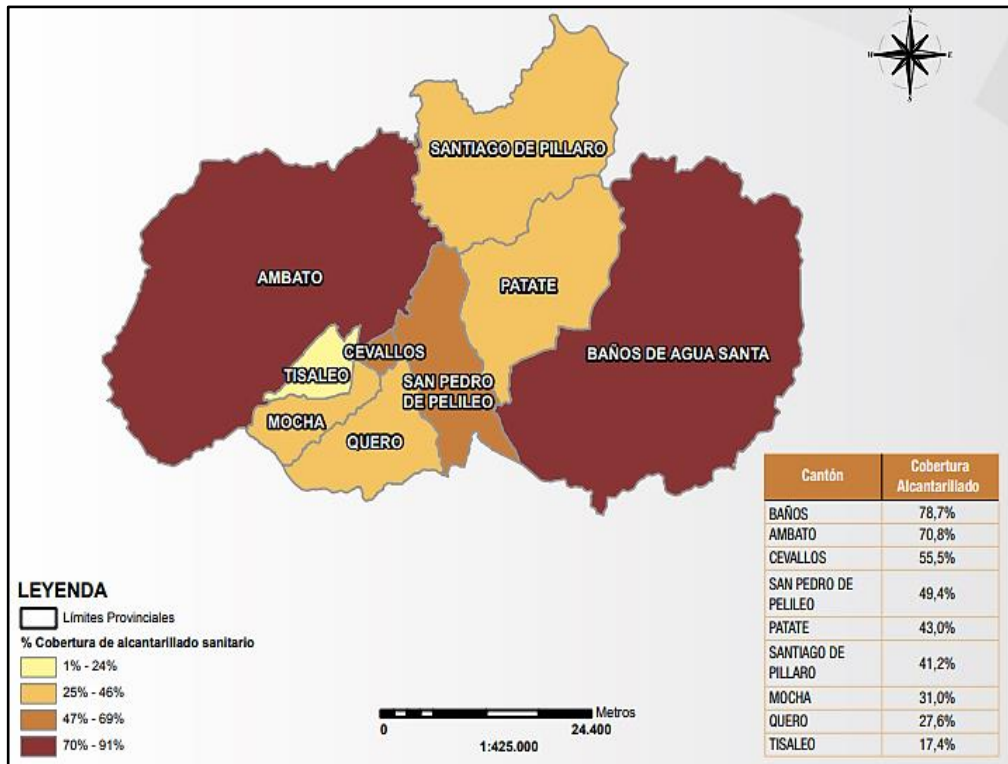 N
H
E
S
SANTIAGO DE PILLARO
AMBATO
PATATE
BAÑOS DE AGUA SANTA
CEVALLOS
TISALEO
SAN PEDRO
DE PELILEO
MOCHA
QUERO
LEYENDA
Límites Provinciales
% Cobertura de alcantarillado sanitario
1% - 24%
25% - 46%
47% - 69%
70% - 91%
Metros
0 24.400
1:425.000
Cantón Cobertura
Alcantarillado
BAÑOS 78,7%
AMBATO 70,8%
CEVALLOS 55,5%
SAN PEDRO DE
PELILEO 49,4%
PATATE 43,0%
SANTIAGO DE
PILLARO 41,2%
MOCHA 31,0%
QUERO 27,6%
TISALEO 17,4%